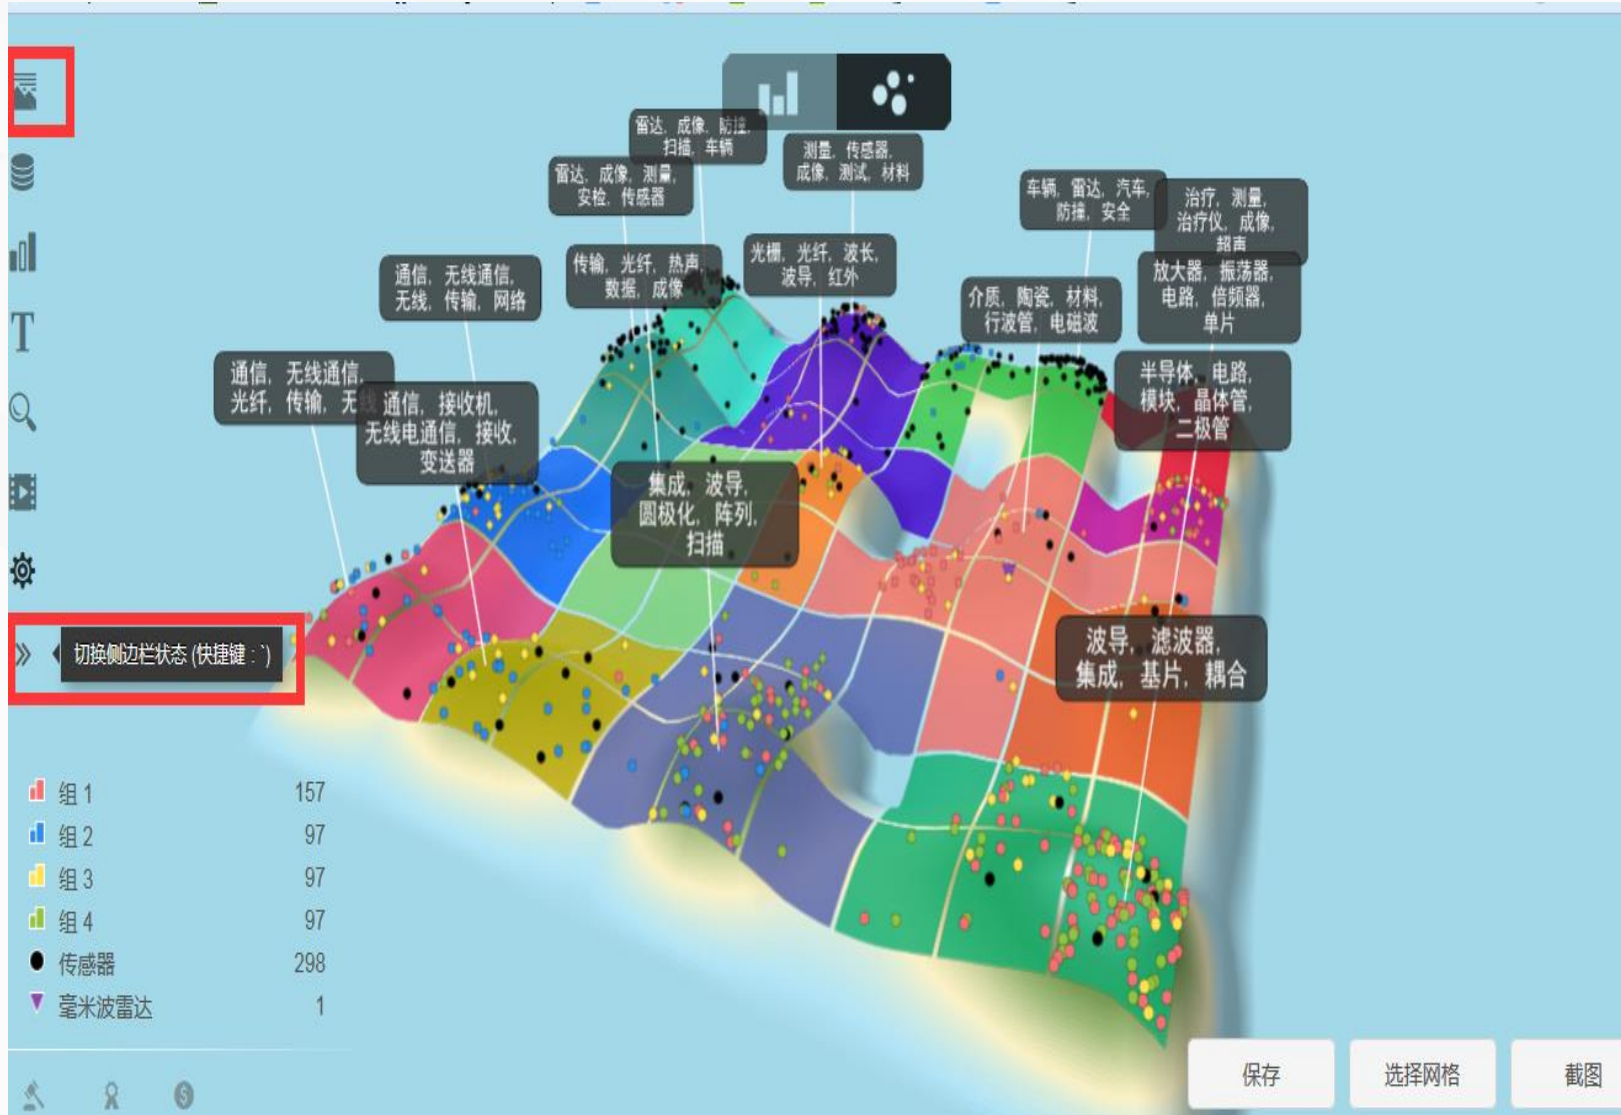 雷达, 成像, 防撞,
扫描, 车辆
测量, 传感器,
成像, 测试, 材料
雷达, 成像, 测量,
安检, 传感器
车辆, 雷达, 汽车,
防撞, 安全
治疗, 测量,
治疗仪, 成像,
超声
通信, 无线通信,
无线, 传输, 网络
传输, 光纤, 热声,
数据, 成像
光栅, 光纤, 波长,
波导, 红外
介质, 陶瓷, 材料,
行波管, 电磁波
放大器, 振荡器,
电路, 倍频器,
单片
通信, 无线通信,
光纤, 传输, 无线
通信, 接收机,
无线电通信, 接收,
变送器
半导体, 电路,
模块, 晶体管,
二极管
集成, 波导,
圆极化, 阵列,
扫描
波导, 滤波器,
集成, 基片, 耦合
T
切换侧边栏状态 (快捷键 : `)
组 1 157
组 2 97
组 3 97
组 4 97
传感器 298
毫米波雷达 1
保存
选择网格
截图